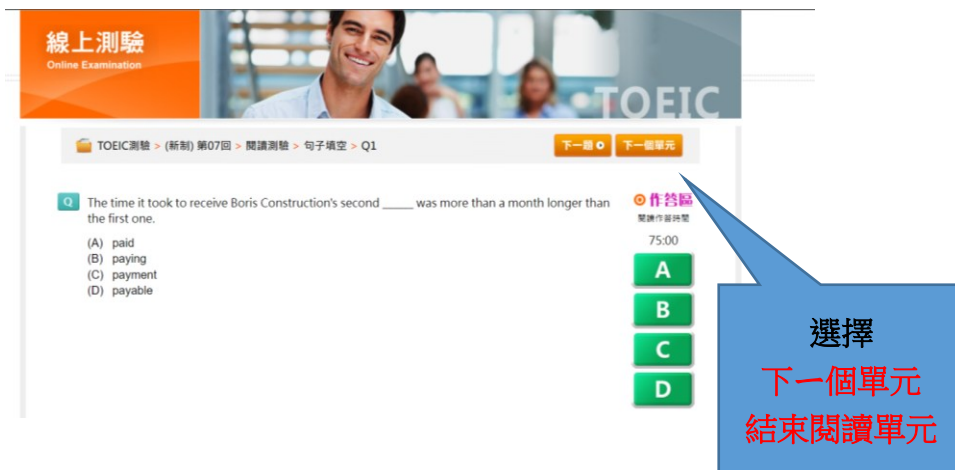 線上測驗
Online Examination
TOEIC
TOEIC測驗 > (新制) 第07回 > 閱讀測驗 > 句子填空 > Q1
下一題
下一個單元
Q
The time it took to receive Boris Construction's second _____ was more than a month longer than
the first one.
(A) paid
(B) paying
(C) payment
(D) payable
作答區
閱讀作答時間
75:00
A
B
C
D
選擇
下一個單元
結束閱讀單元